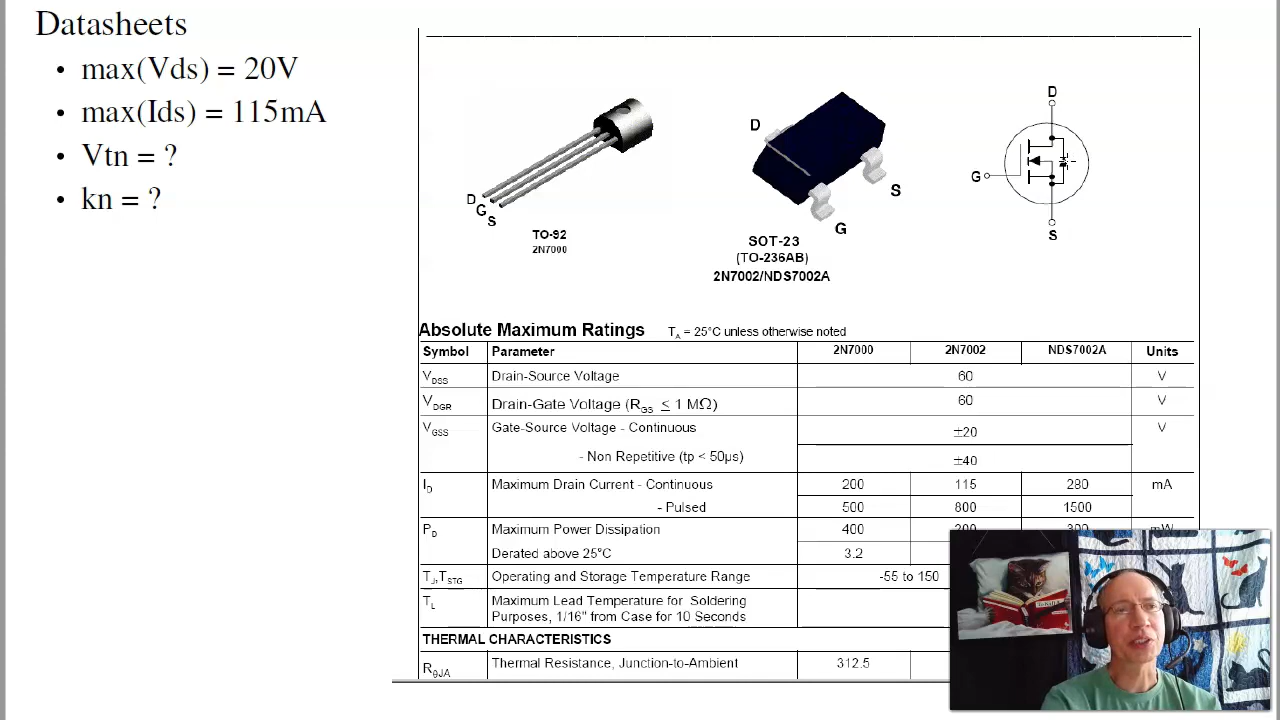 Datasheets
• max(Vds) = 20V
• max(Ids) = 115mA
• Vtn = ?
• kn = ?
D
G
S
TO-92
2N7000
D
S
G
SOT-23
(TO-236AB)
2N7002/NDS7002A
D
G
S
Absolute Maximum Ratings TA = 25°C unless otherwise noted
Symbol Parameter 2N7000 2N7002 NDS7002A Units
VDSS Drain-Source Voltage 60 V
VDGR Drain-Gate Voltage (RGS ≤ 1 MΩ) 60 V
VGSS Gate-Source Voltage - Continuous ±20 V
- Non Repetitive (tp < 50µs) ±40
ID Maximum Drain Current - Continuous 200 115 280 mA
- Pulsed 500 800 1500
PD Maximum Power Dissipation 400 200 300 mW
Derated above 25°C 3.2
TJ,TSTG Operating and Storage Temperature Range -55 to 150
TL Maximum Lead Temperature for Soldering
Purposes, 1/16" from Case for 10 Seconds
THERMAL CHARACTERISTICS
RθJA Thermal Resistance, Junction-to-Ambient 312.5